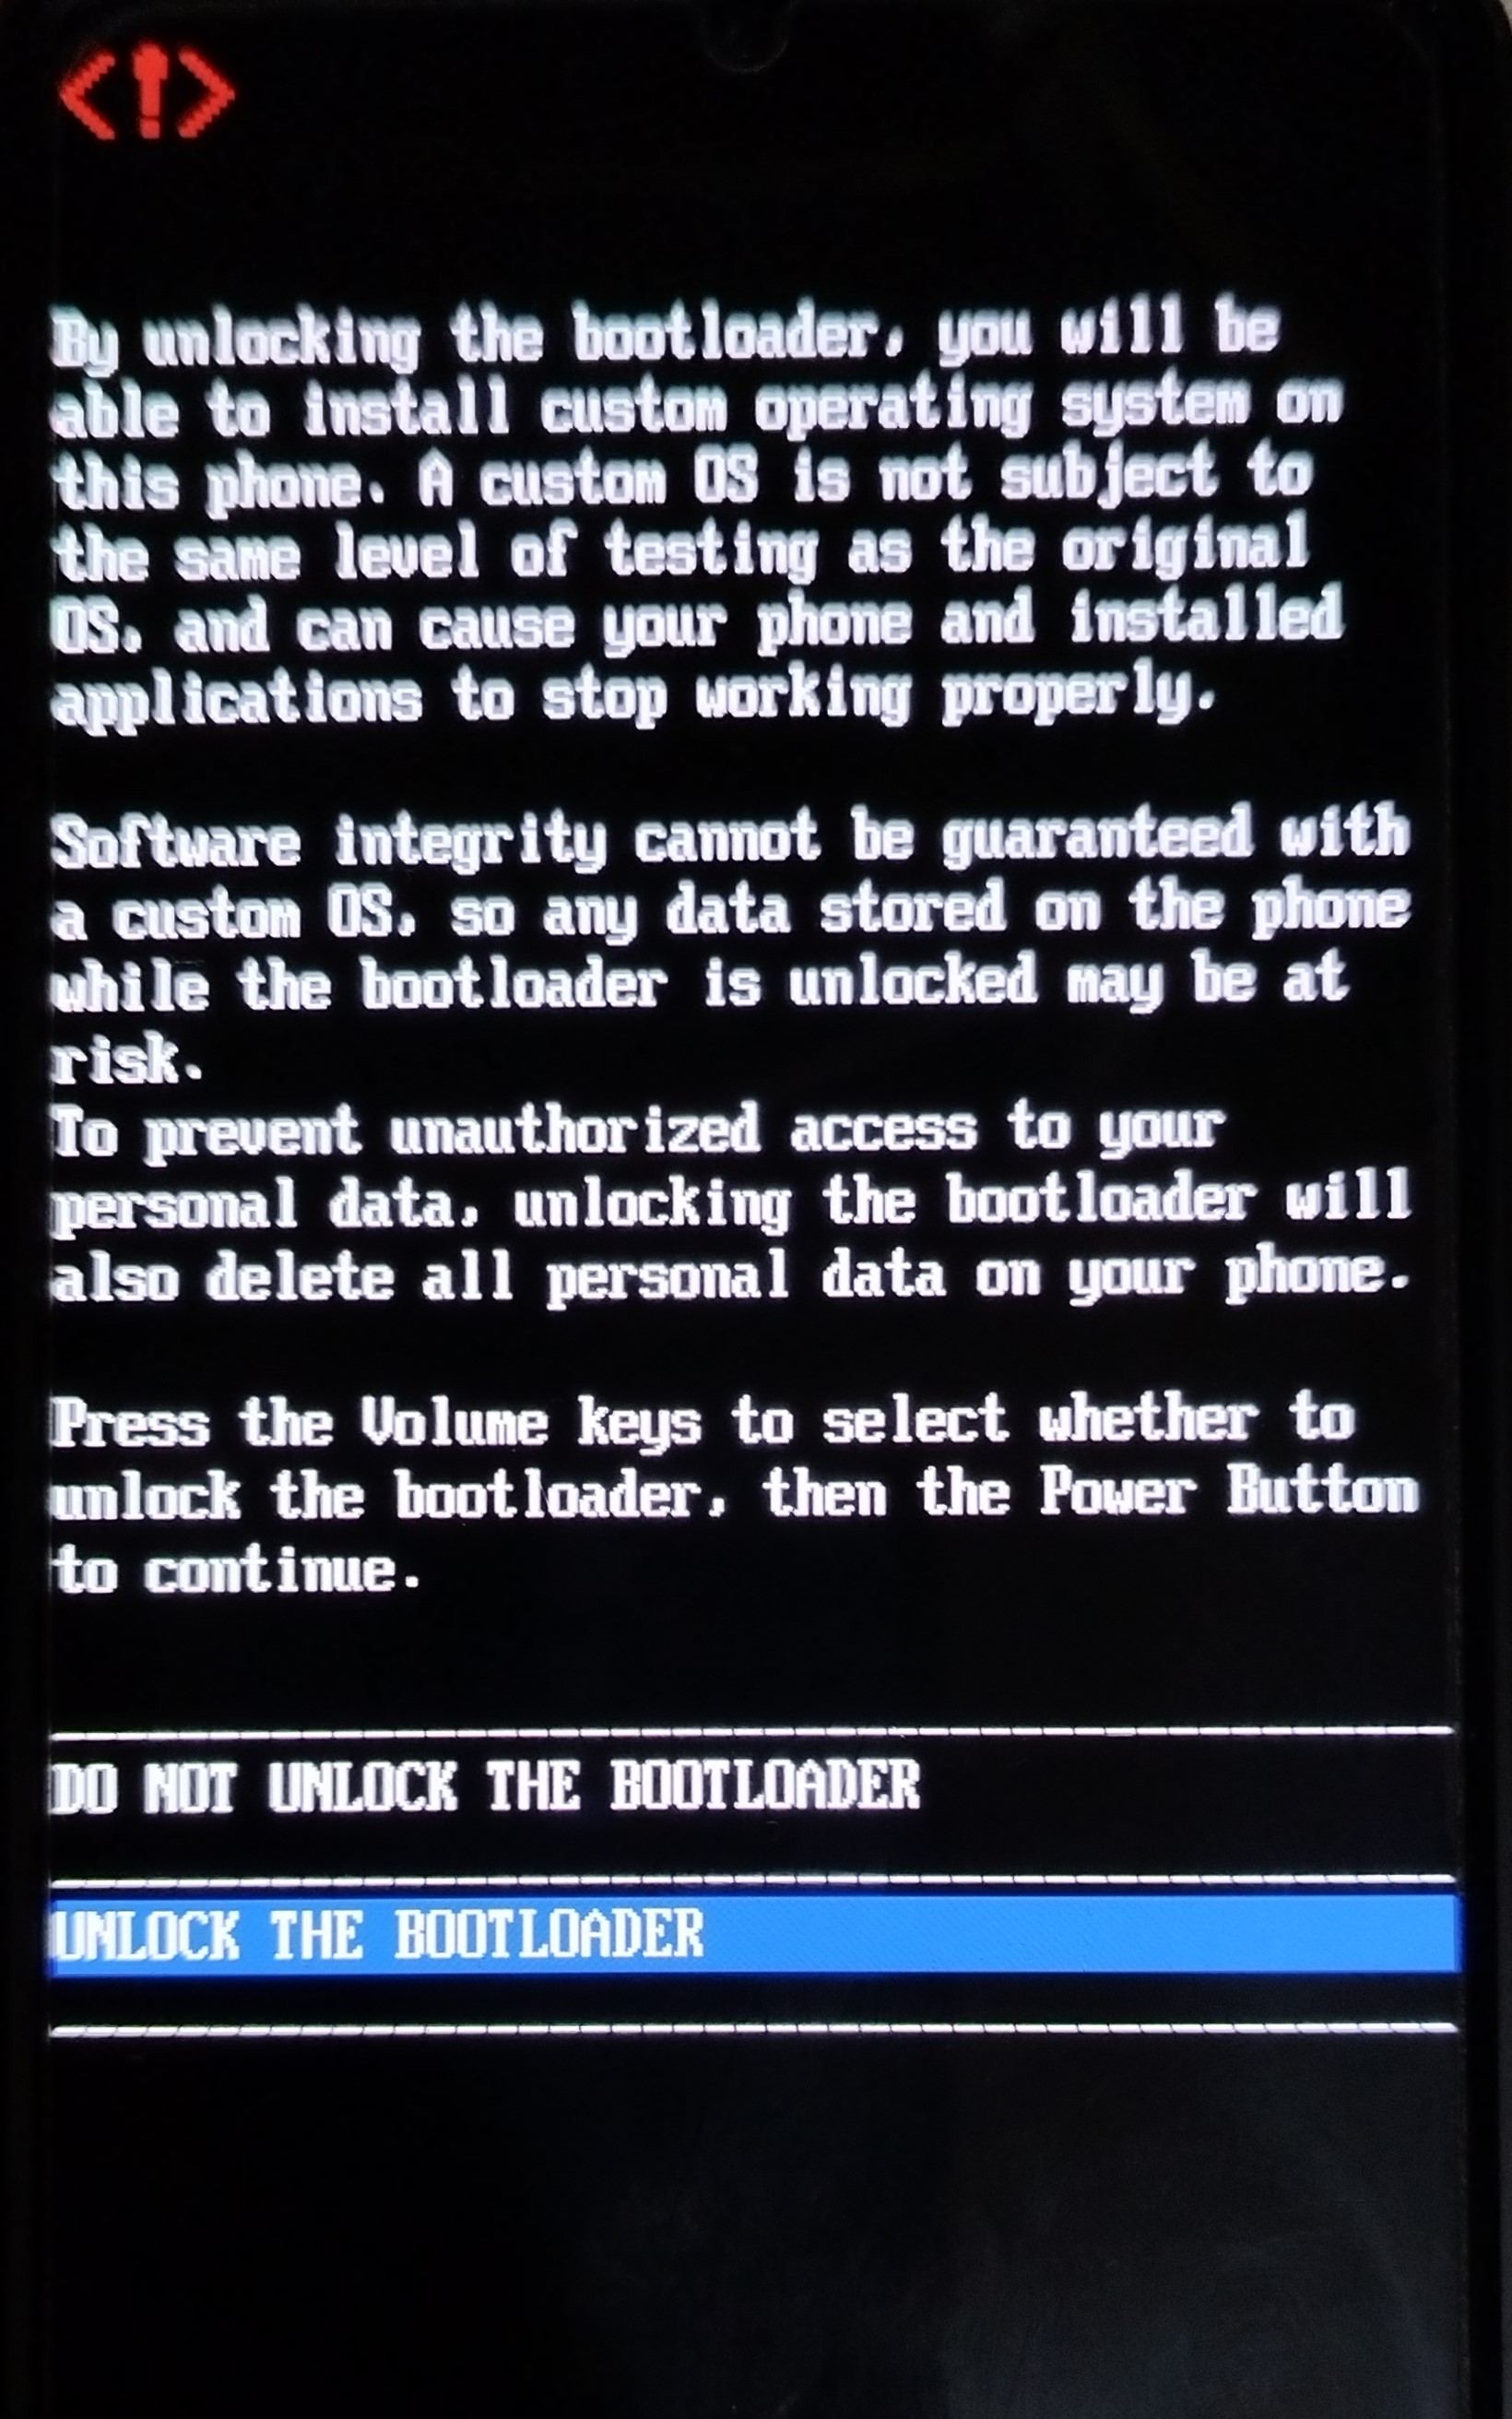 <!>
By unlocking the bootloader, you will be
able to install custom operating system on
this phone. A custom OS is not subject to
the same level of testing as the original
OS, and can cause your phone and installed
applications to stop working properly.
Software integrity cannot be guaranteed with
a custom OS, so any data stored on the phone
while the bootloader is unlocked may be at
risk.
To prevent unauthorized access to your
personal data, unlocking the bootloader will
also delete all personal data on your phone.
Press the Volume keys to select whether to
unlock the bootloader, then the Power Button
to continue.
DO NOT UNLOCK THE BOOTLOADER
UNLOCK THE BOOTLOADER